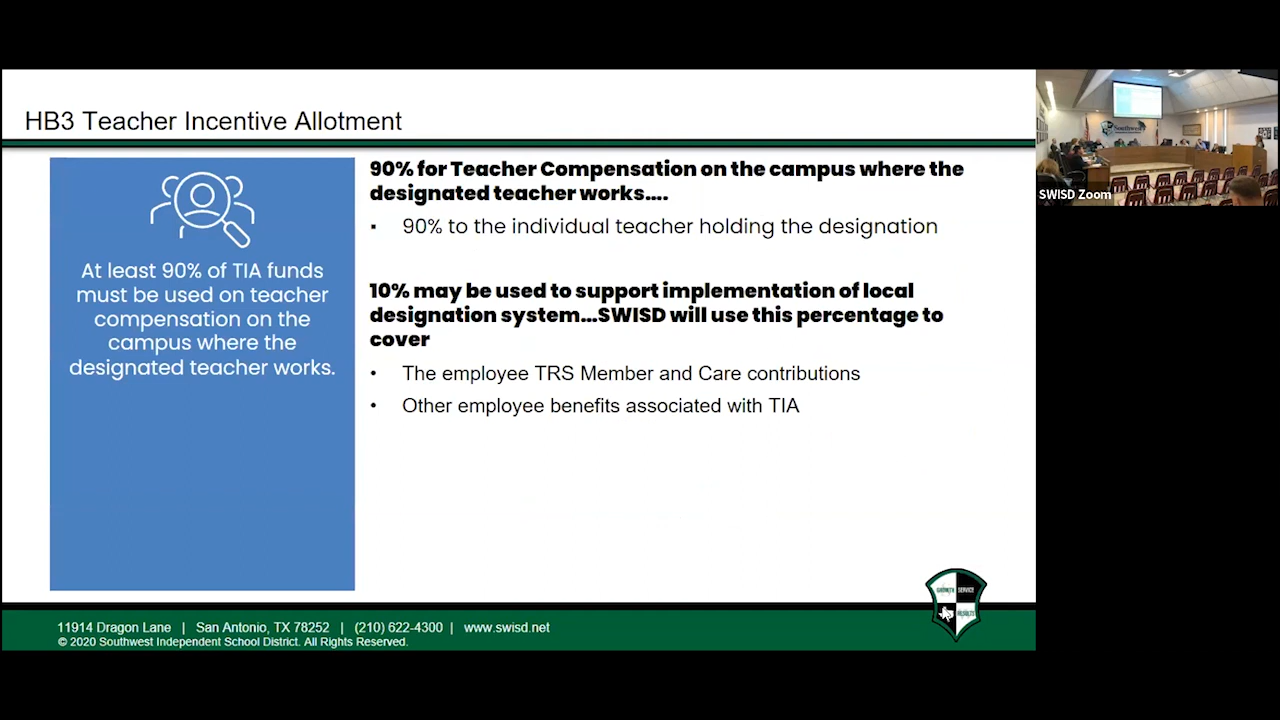 HB3 Teacher Incentive Allotment
At least 90% of TIA funds
must be used on teacher
compensation on the
campus where the
designated teacher works.
90% for Teacher Compensation on the campus where the
designated teacher works....
▪ 90% to the individual teacher holding the designation
10% may be used to support implementation of local
designation system...SWISD will use this percentage to
cover
• The employee TRS Member and Care contributions
• Other employee benefits associated with TIA
GROWTH SERVICE
RESULTS
11914 Dragon Lane | San Antonio, TX 78252 | (210) 622-4300 | www.swisd.net
© 2020 Southwest Independent School District. All Rights Reserved.
Southwest
SWISD Zoom